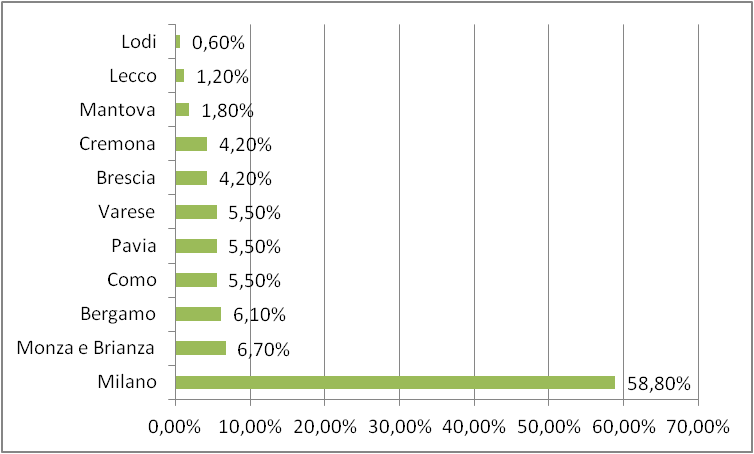 Lodi 0,60%
Lecco 1,20%
Mantova 1,80%
Cremona 4,20%
Brescia 4,20%
Varese 5,50%
Pavia 5,50%
Como 5,50%
Bergamo 6,10%
Monza e Brianza 6,70%
Milano 58,80%
0,00% 10,00% 20,00% 30,00% 40,00% 50,00% 60,00% 70,00%